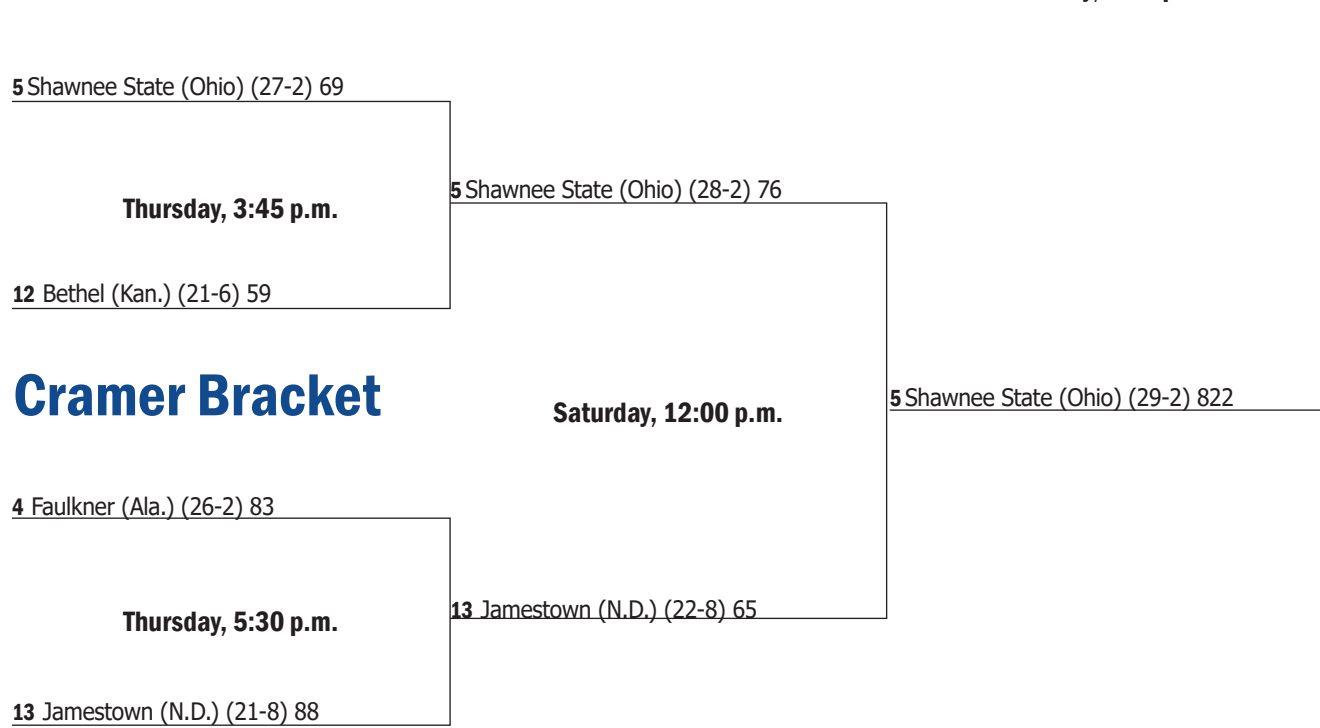 5 Shawnee State (Ohio) (27-2) 69
Thursday, 3:45 p.m.
5 Shawnee State (Ohio) (28-2) 76
12 Bethel (Kan.) (21-6) 59
Cramer Bracket
Saturday, 12:00 p.m.
5 Shawnee State (Ohio) (29-2) 822
4 Faulkner (Ala.) (26-2) 83
Thursday, 5:30 p.m.
13 Jamestown (N.D.) (22-8) 65
13 Jamestown (N.D.) (21-8) 88